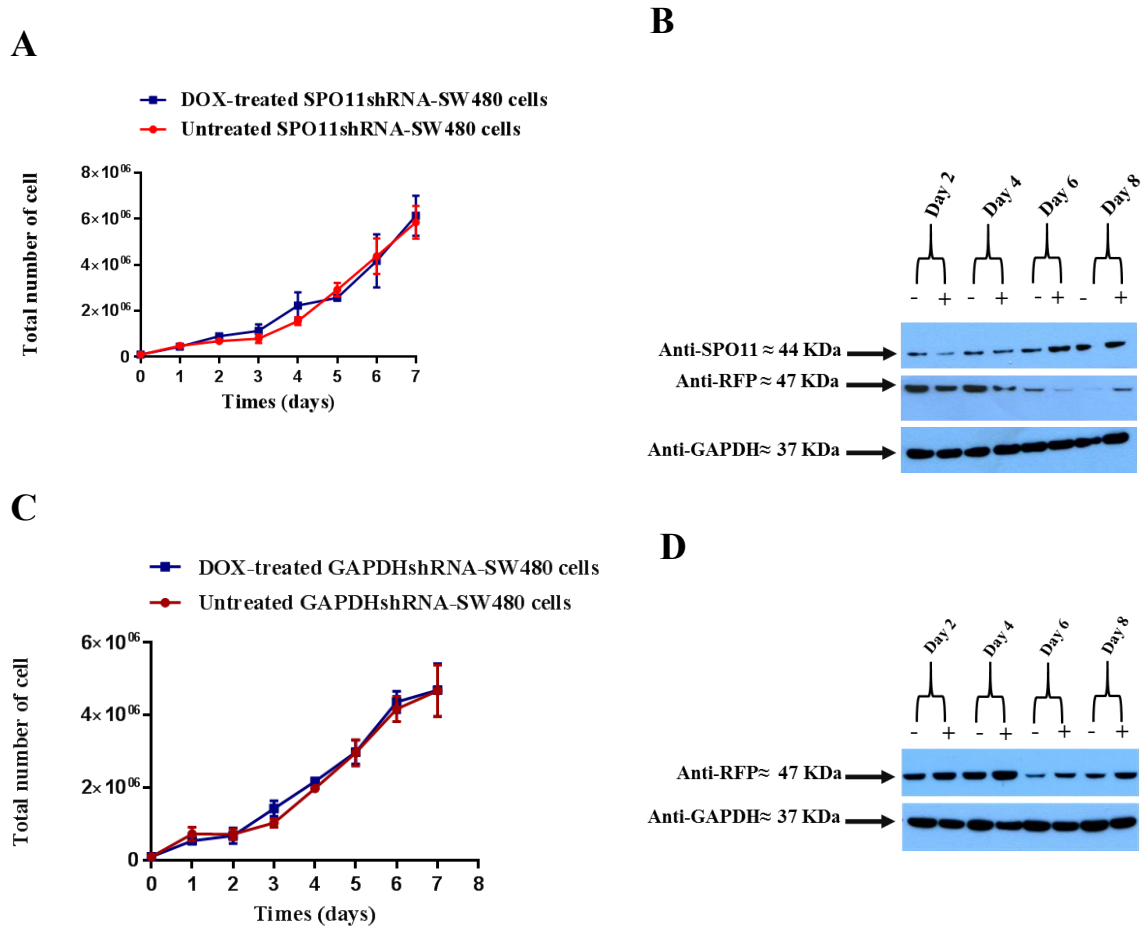 A
DOX-treated SPO11shRNA-SW480 cells
Untreated SPO11shRNA-SW480 cells
Total number of cell
8×10⁰⁶
6×10⁰⁶
4×10⁰⁶
2×10⁰⁶
0
0 1 2 3 4 5 6 7
Times (days)
B
Day 2 Day 4 Day 6 Day 8
- + - + - + - +
Anti-SPO11 ≈ 44 KDa
Anti-RFP ≈ 47 KDa
Anti-GAPDH≈ 37 KDa
C
DOX-treated GAPDHshRNA-SW480 cells
Untreated GAPDHshRNA-SW480 cells
Total number of cell
6×10⁰⁶
4×10⁰⁶
2×10⁰⁶
0
0 1 2 3 4 5 6 7 8
Times (days)
D
Day 2 Day 4 Day 6 Day 8
- + - + - + - +
Anti-RFP≈ 47 KDa
Anti-GAPDH≈ 37 KDa